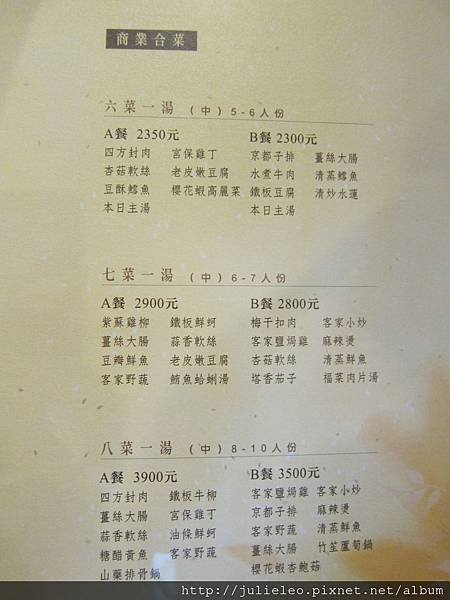 商業合菜
六菜一湯 （中）5-6人份
A餐 2350元
四方封肉 宮保雞丁
杏菇軟絲 老皮嫩豆腐
豆酥鱈魚 櫻花蝦高麗菜
本日主湯
B餐 2300元
京都子排 薑絲大腸
水煮牛肉 清蒸鱈魚
鐵板豆腐 清炒水蓮
本日主湯
七菜一湯 （中）6-7人份
A餐 2900元
紫蘇雞柳 鐵板鮮蚵
薑絲大腸 蒜香軟絲
豆瓣鮮魚 老皮嫩豆腐
客家野蔬 鮪魚蛤蜊湯
B餐 2800元
梅干扣肉 客家小炒
客家鹽焗雞 麻辣燙
杏菇軟絲 清蒸鮮魚
塔香茄子 福菜肉片湯
八菜一湯 （中）8-10人份
A餐 3900元
四方封肉 鐵板牛柳
薑絲大腸 宮保雞丁
蒜香軟絲 油條鮮蚵
糖醋黃魚 客家野蔬
山藥排骨鍋
B餐 3500元
客家鹽焗雞 客家小炒
京都子排 麻辣燙
客家野蔬 清蒸鮮魚
薑絲大腸 竹笙蘆筍鍋
櫻花蝦杏鮑菇
http://julieleo.pixnet.net/album